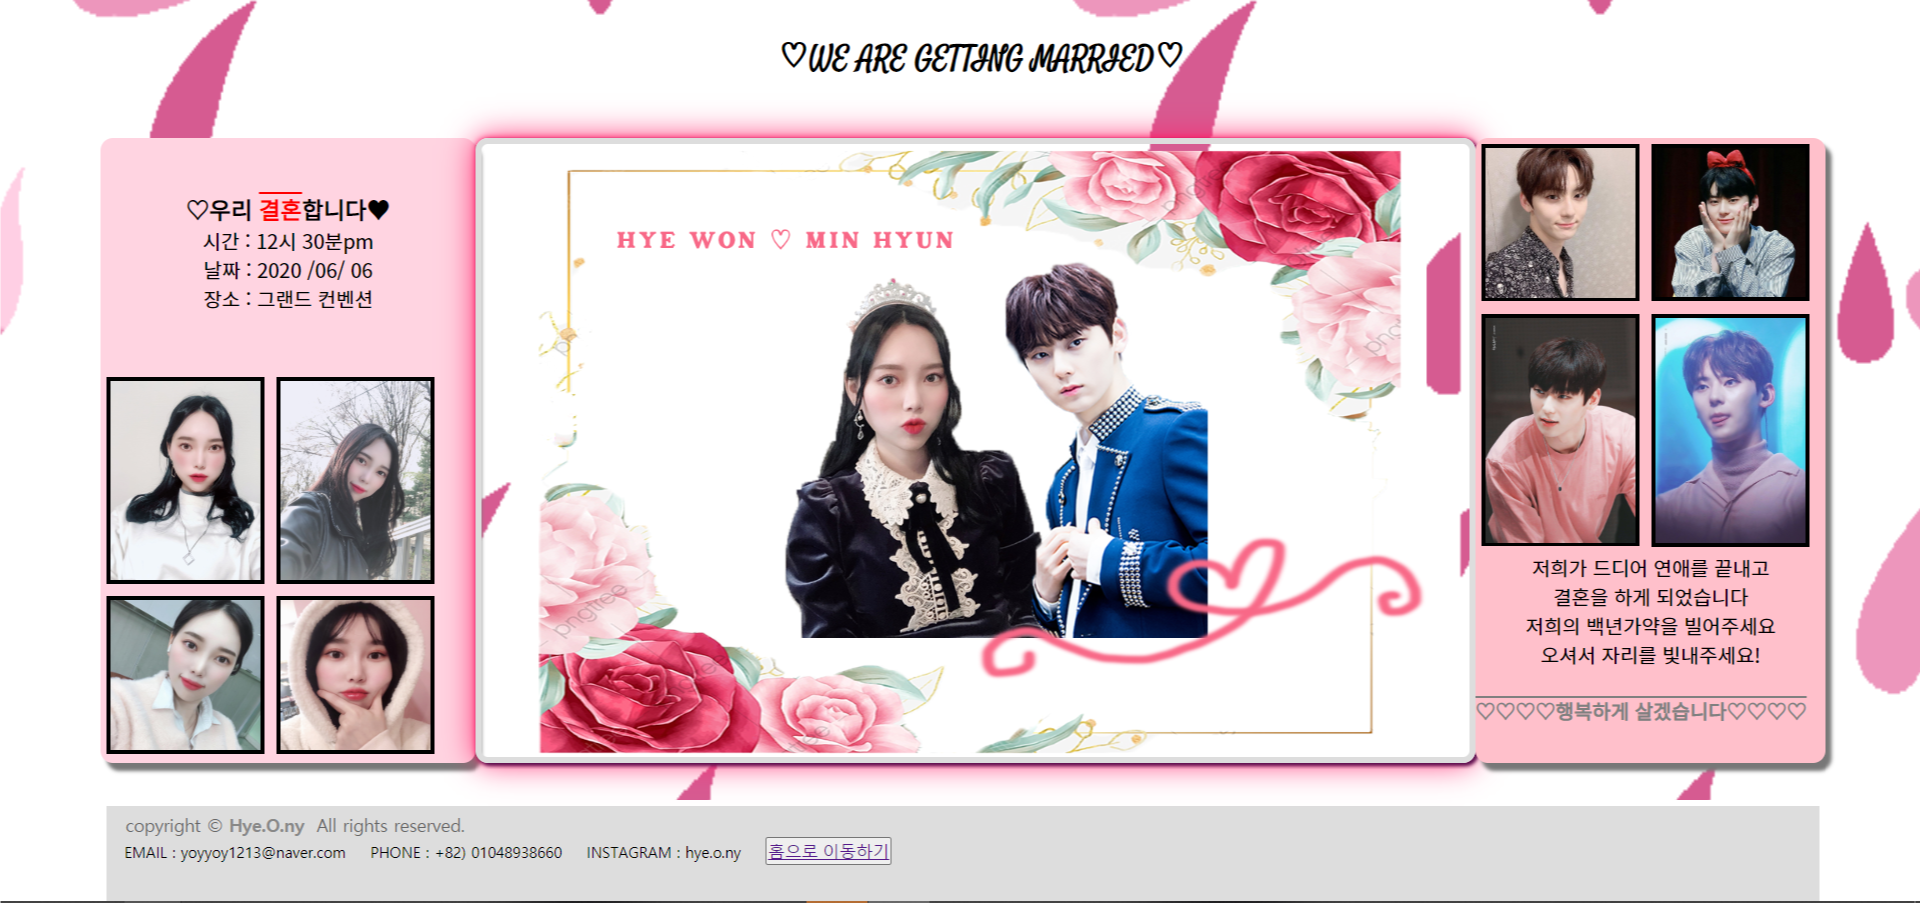 ♡WE ARE GETTING MARRIED♡
♡우리 결혼합니다♥
시간 : 12시 30분pm
날짜 : 2020 /06/ 06
장소 : 그랜드 컨벤션
HYE WON ♡ MIN HYUN
pngtree
pngtree
저희가 드디어 연애를 끝내고
결혼을 하게 되었습니다
저희의 백년가약을 빌어주세요
오셔서 자리를 빛내주세요!
♡♡♡♡행복하게 살겠습니다♡♡♡♡
copyright © Hye.O.ny All rights reserved.
EMAIL : yoyyoy1213@naver.com PHONE : +82) 01048938660 INSTAGRAM : hye.o.ny 홈으로 이동하기